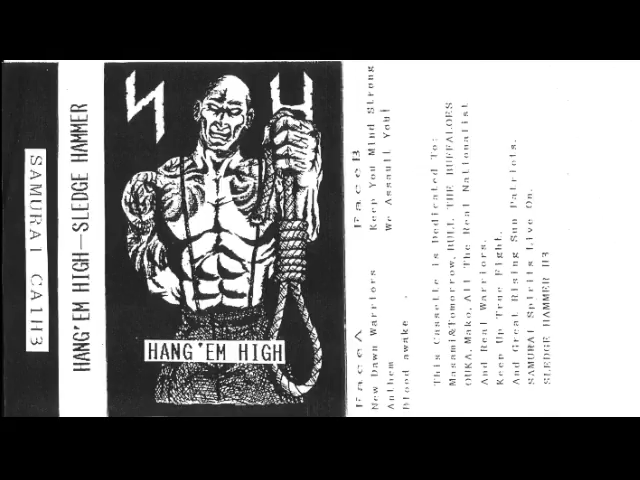 SAMURAI CA1H3
HANG'EM HIGH-SLEDGE HAMMER
S H
HANG'EM HIGH
Face A
New Dawn Warriors
Anthem
Blood awake
Face B
Keep You Mind Strong
We Assault You!
This Cassette is Dedicated To:
Masami&Tomorrow, BULL THE BUFFALOES
OUKA, Mako, All The Real Nationalist
And Real Warriors.
Keep Up True Fight.
And Great Rising Sun Patriots.
SAMURAI Spirits Live On.
SLEDGE HAMMER